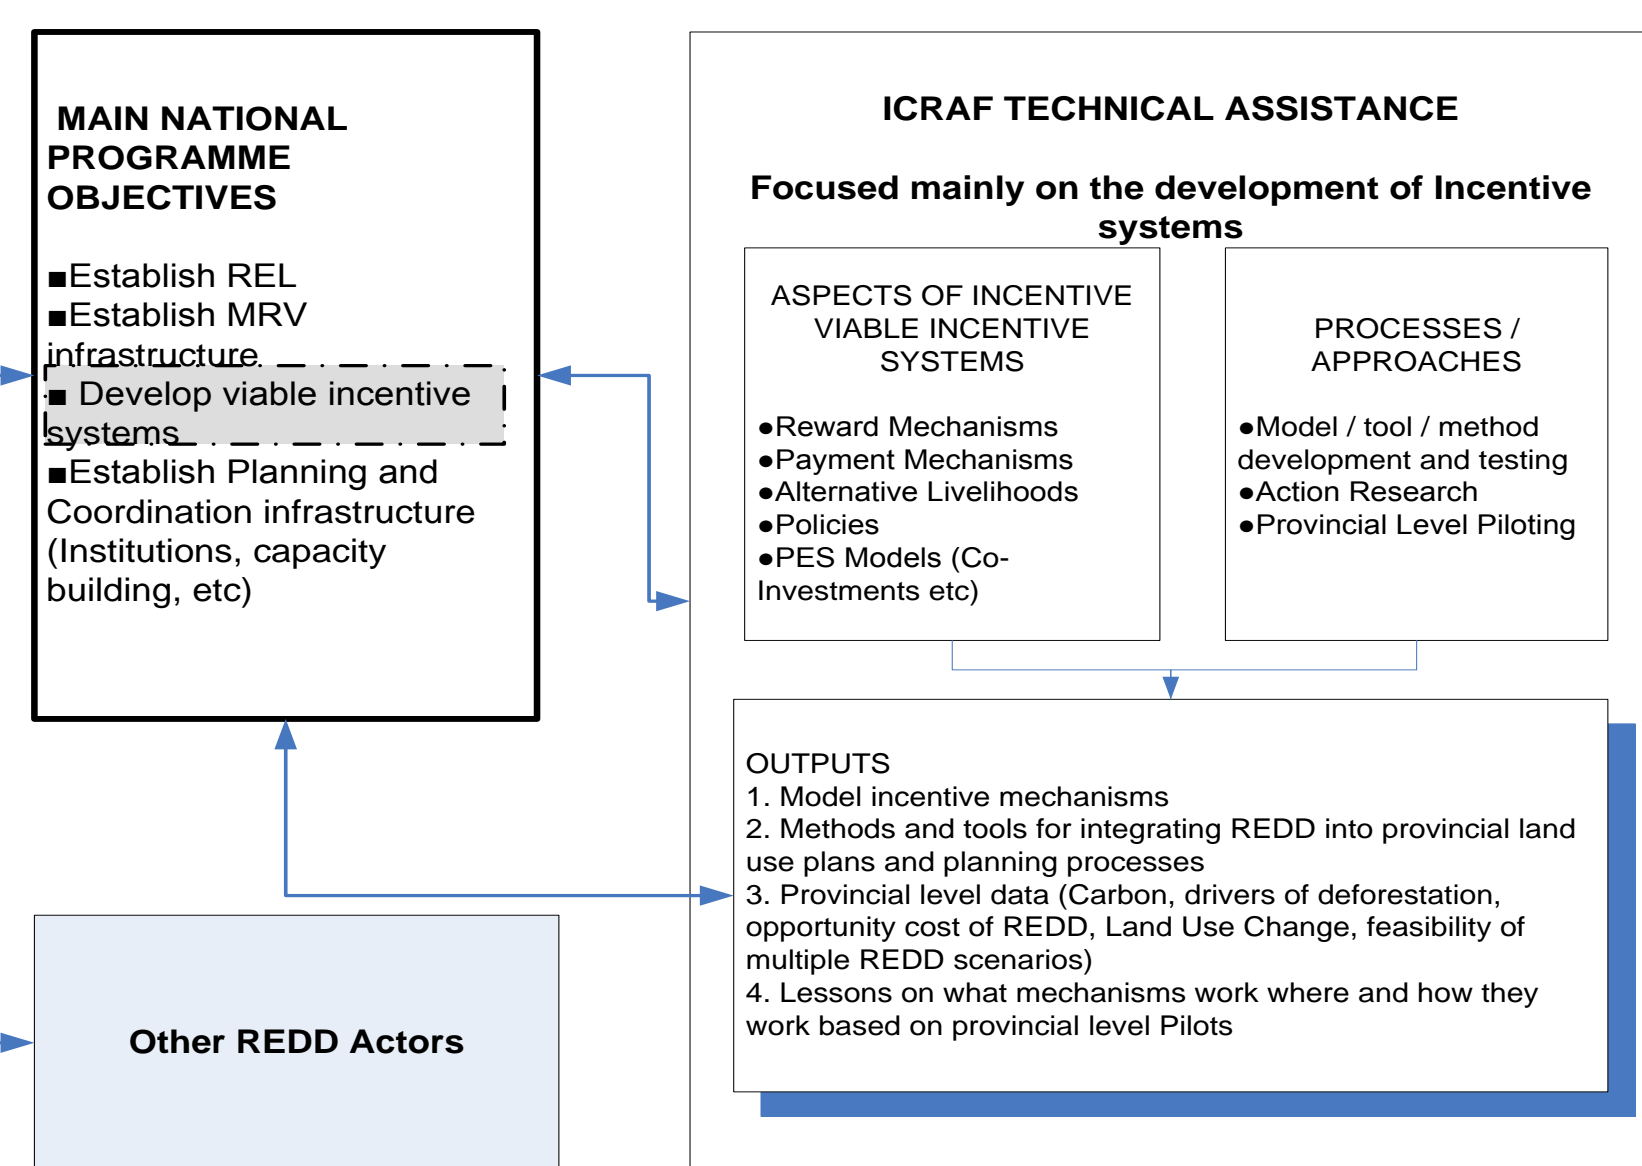 MAIN NATIONAL
PROGRAMME
OBJECTIVES
■Establish REL
■Establish MRV
infrastructure
■ Develop viable incentive
systems
■Establish Planning and
Coordination infrastructure
(Institutions, capacity
building, etc)
Other REDD Actors
ICRAF TECHNICAL ASSISTANCE
Focused mainly on the development of Incentive
systems
ASPECTS OF INCENTIVE
VIABLE INCENTIVE
SYSTEMS
●Reward Mechanisms
●Payment Mechanisms
●Alternative Livelihoods
●Policies
●PES Models (Co-
Investments etc)
PROCESSES /
APPROACHES
●Model / tool / method
development and testing
●Action Research
●Provincial Level Piloting
OUTPUTS
1. Model incentive mechanisms
2. Methods and tools for integrating REDD into provincial land
use plans and planning processes
3. Provincial level data (Carbon, drivers of deforestation,
opportunity cost of REDD, Land Use Change, feasibility of
multiple REDD scenarios)
4. Lessons on what mechanisms work where and how they
work based on provincial level Pilots